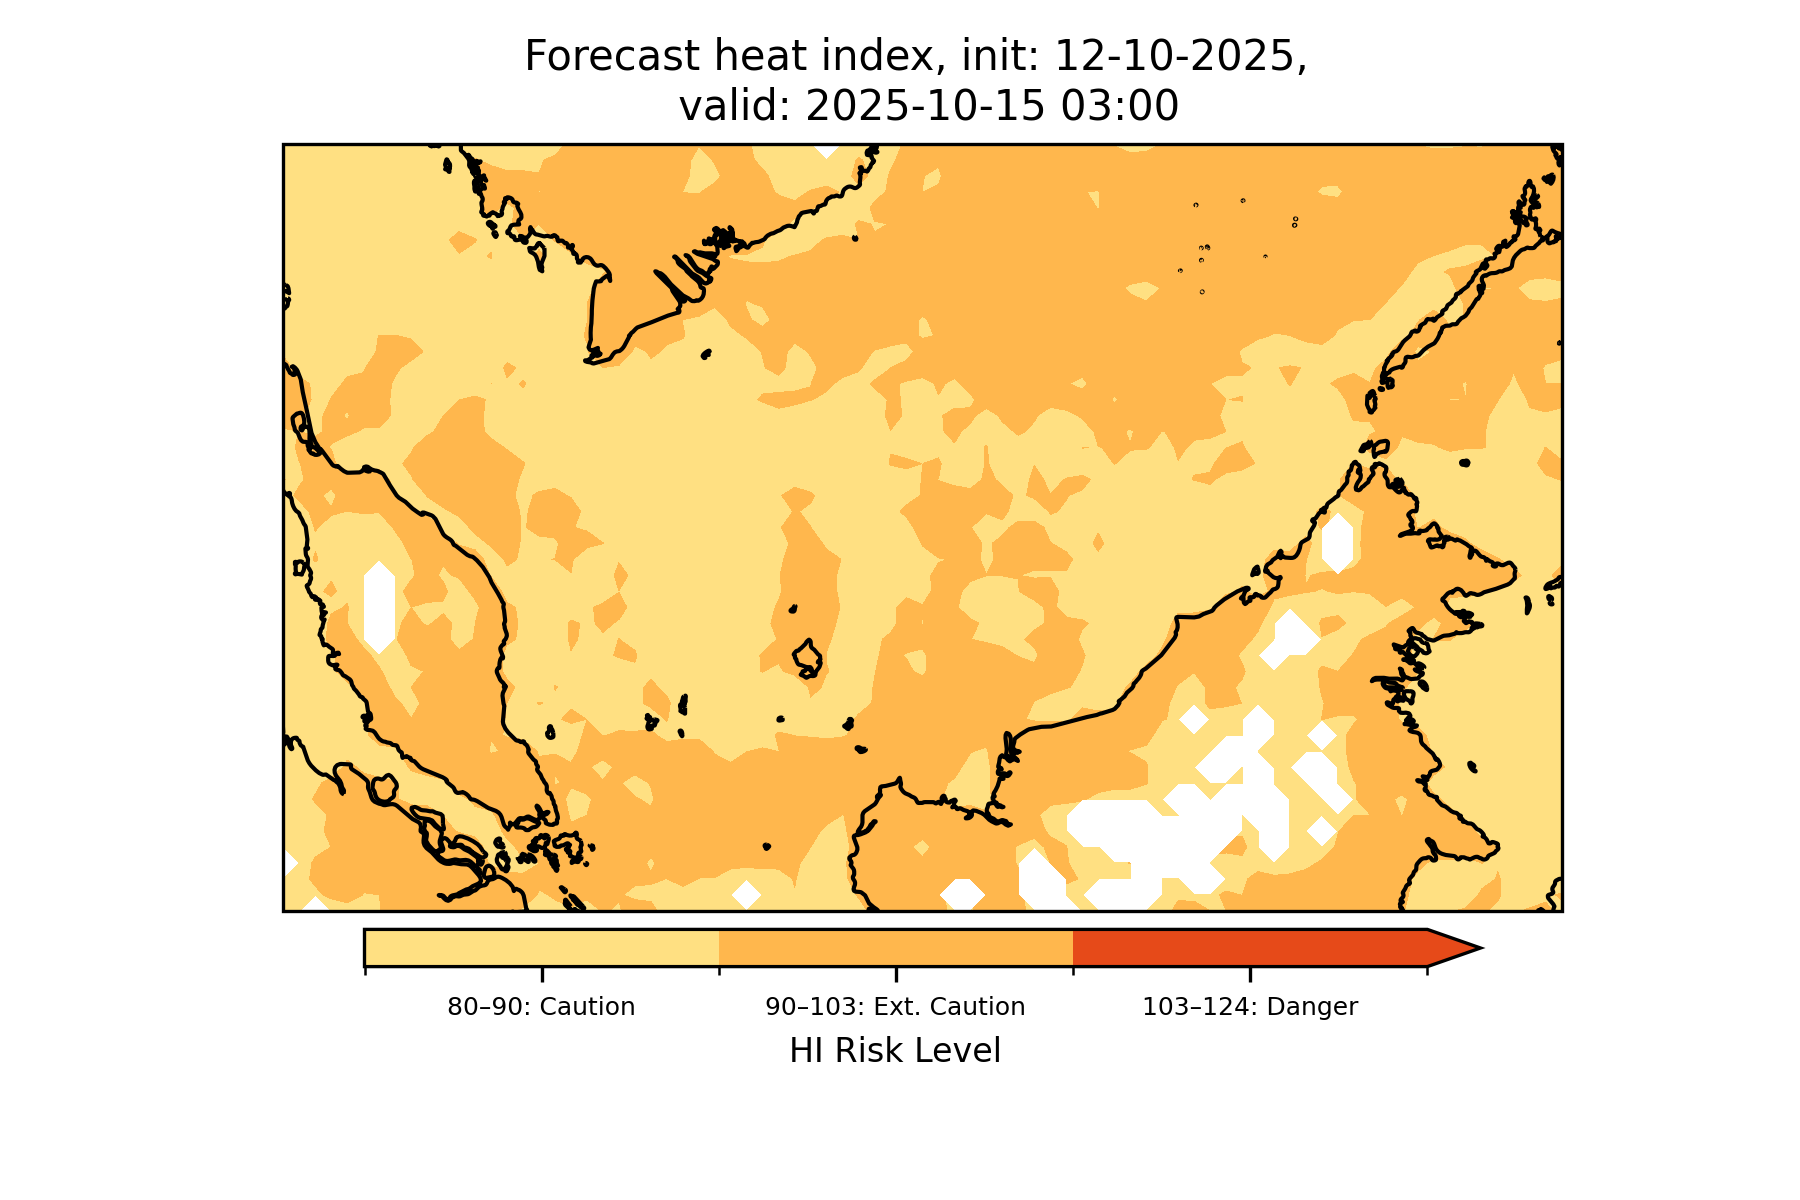 Forecast heat index, init: 12-10-2025,
valid: 2025-10-15 03:00
80–90: Caution
90–103: Ext. Caution
103–124: Danger
HI Risk Level